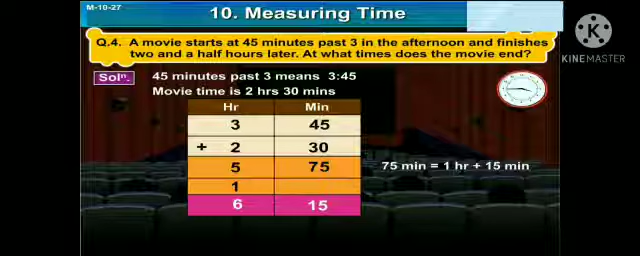 M-10-27
10. Measuring Time
Q.4. A movie starts at 45 minutes past 3 in the afternoon and finishes
two and a half hours later. At what times does the movie end?
Solⁿ. 45 minutes past 3 means 3:45
Movie time is 2 hrs 30 mins
Hr Min
3 45
+ 2 30
5 75
75 min = 1 hr + 15 min
1
6 15
KINEMASTER